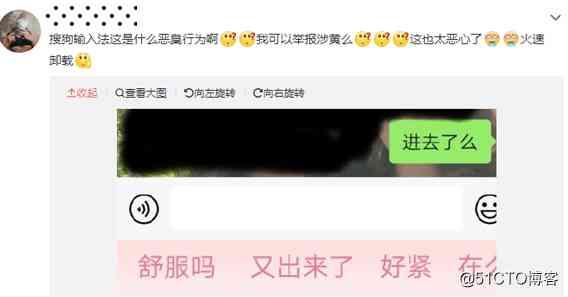 搜狗输入法这是什么恶臭行为啊我可以举报涉黄么这也太恶心了火速
卸载
收起 查看大图 向左旋转 向右旋转
进去了么
舒服吗 又出来了 好紧 在么
@51CTO博客